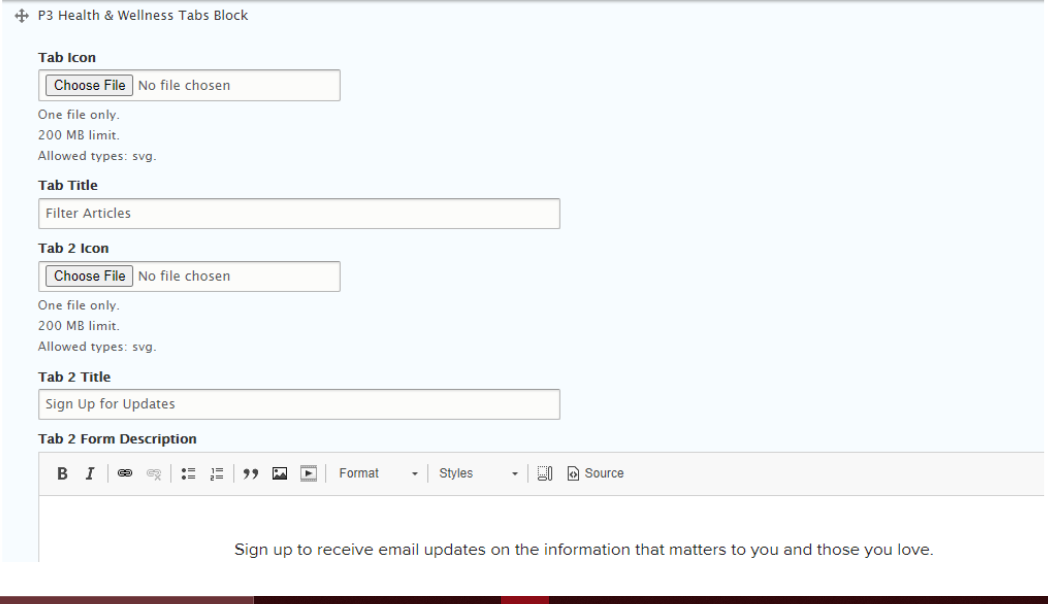 P3 Health & Wellness Tabs Block
Tab Icon
Choose File No file chosen
One file only.
200 MB limit.
Allowed types: svg.
Tab Title
Filter Articles
Tab 2 Icon
Choose File No file chosen
One file only.
200 MB limit.
Allowed types: svg.
Tab 2 Title
Sign Up for Updates
Tab 2 Form Description
B I Format Styles Source
Sign up to receive email updates on the information that matters to you and those you love.